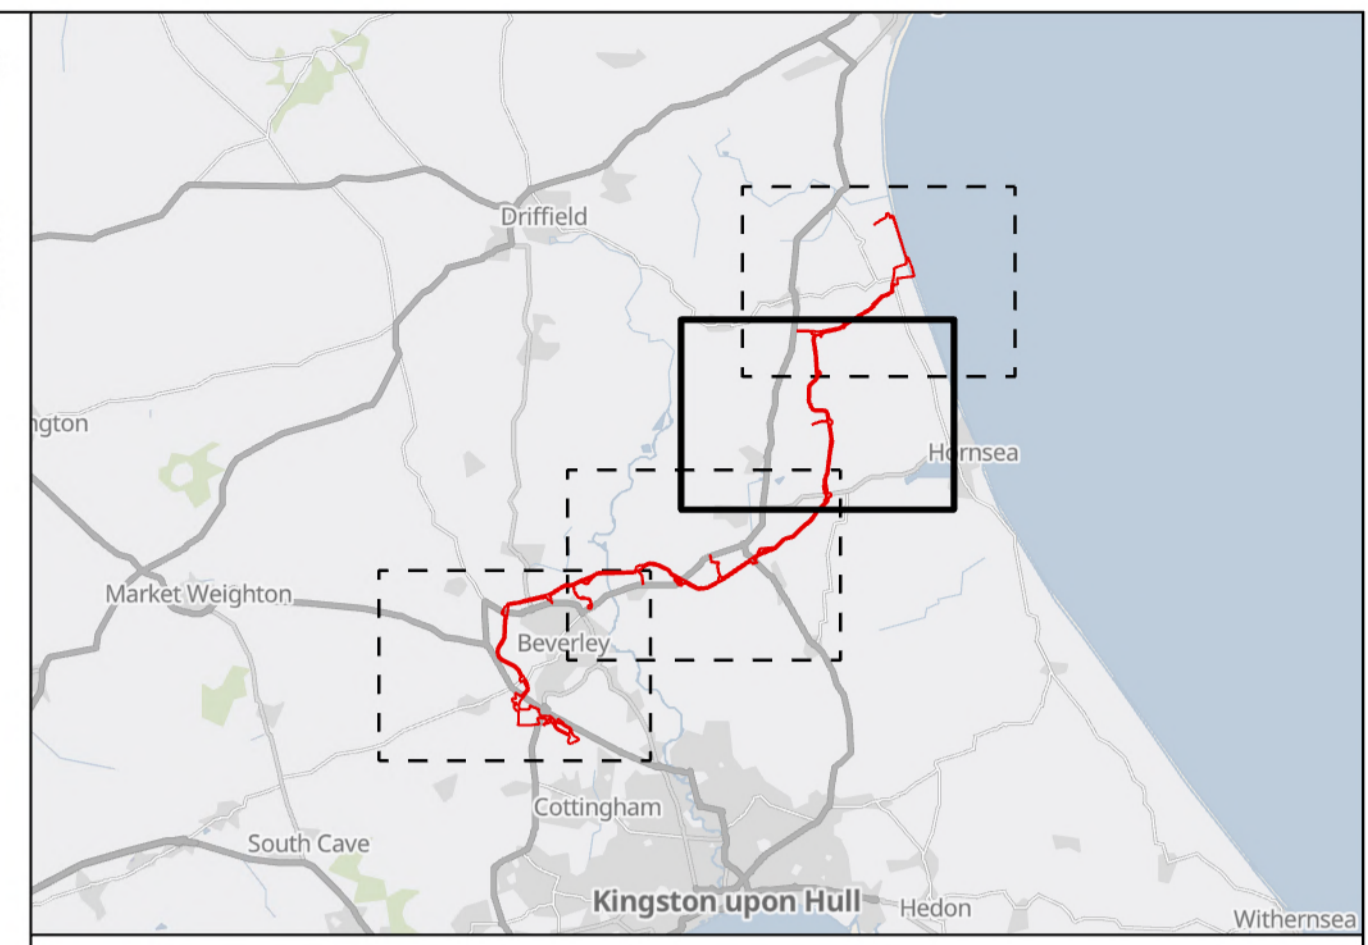 Driffield
ngton
Hornsea
Market Weighton
Beverley
Cottingham
South Cave
Kingston upon Hull
Hedon
Withernsea